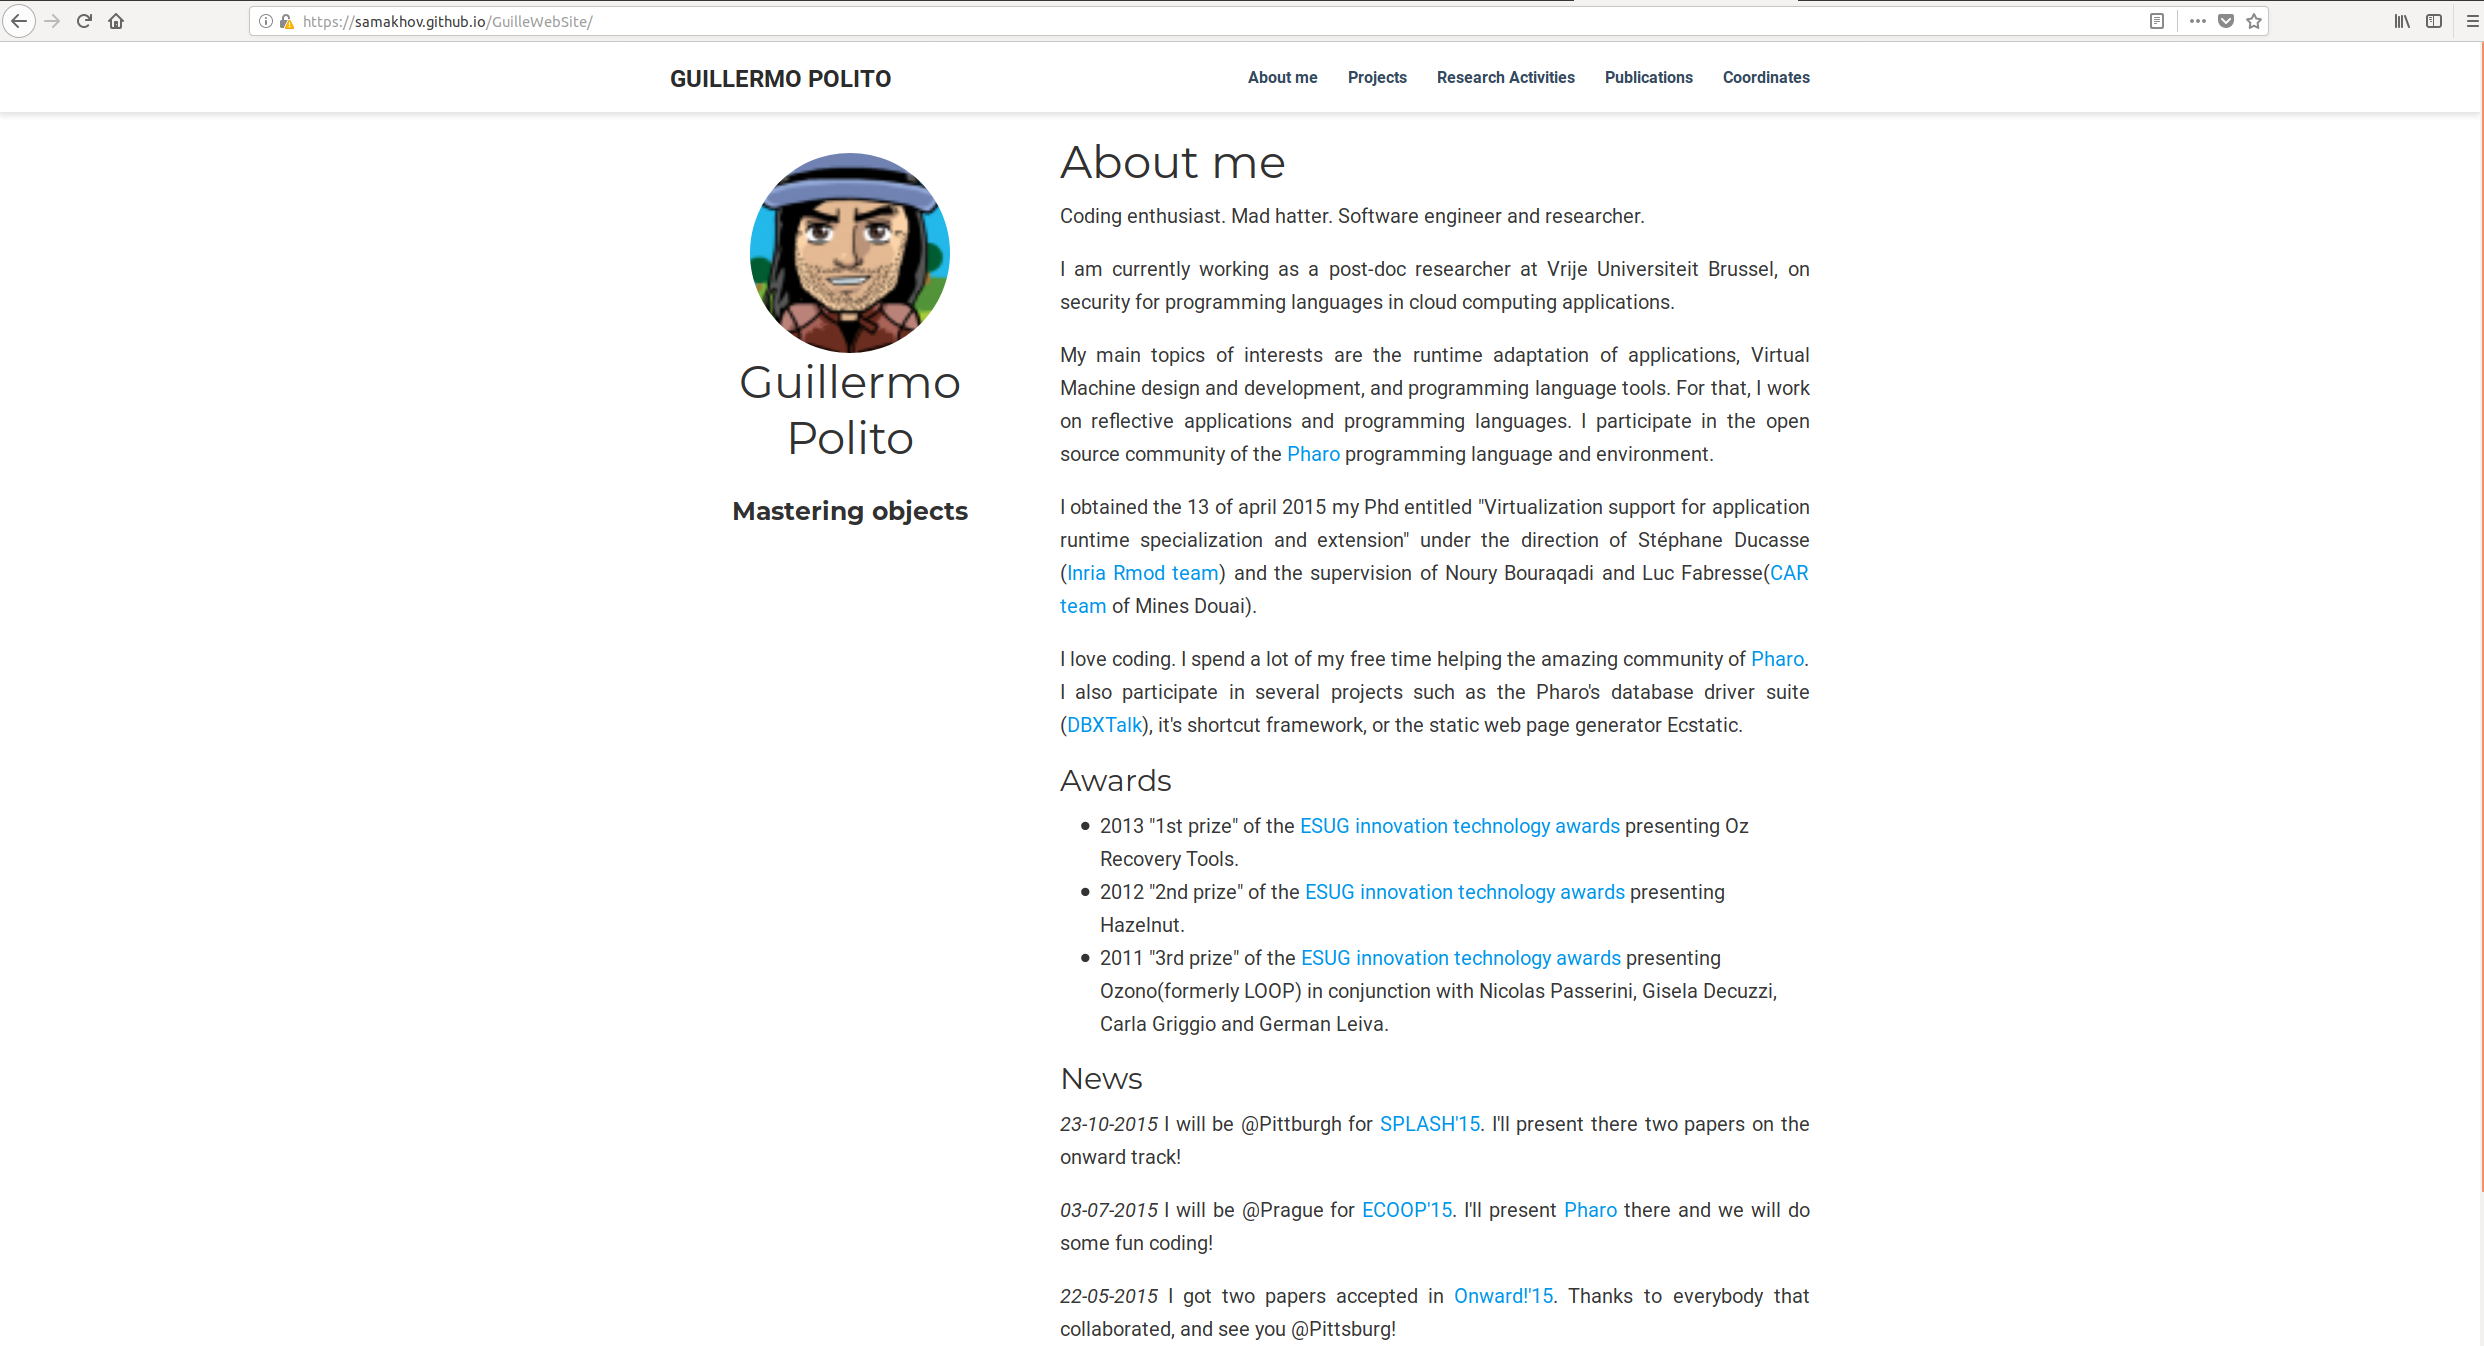 https://samakhov.github.io/GuilleWebSite/
GUILLERMO POLITO
About me Projects Research Activities Publications Coordinates
Guillermo
Polito
Mastering objects
About me
Coding enthusiast. Mad hatter. Software engineer and researcher.
I am currently working as a post-doc researcher at Vrije Universiteit Brussel, on
security for programming languages in cloud computing applications.
My main topics of interests are the runtime adaptation of applications, Virtual
Machine design and development, and programming language tools. For that, I work
on reflective applications and programming languages. I participate in the open
source community of the Pharo programming language and environment.
I obtained the 13 of april 2015 my Phd entitled "Virtualization support for application
runtime specialization and extension" under the direction of Stéphane Ducasse
(Inria Rmod team) and the supervision of Noury Bouraqadi and Luc Fabresse(CAR
team of Mines Douai).
I love coding. I spend a lot of my free time helping the amazing community of Pharo.
I also participate in several projects such as the Pharo's database driver suite
(DBXTalk), it's shortcut framework, or the static web page generator Ecstatic.
Awards
• 2013 "1st prize" of the ESUG innovation technology awards presenting Oz
Recovery Tools.
• 2012 "2nd prize" of the ESUG innovation technology awards presenting
Hazelnut.
• 2011 "3rd prize" of the ESUG innovation technology awards presenting
Ozono(formerly LOOP) in conjunction with Nicolas Passerini, Gisela Decuzzi,
Carla Griggio and German Leiva.
News
23-10-2015 I will be @Pittburgh for SPLASH'15. I'll present there two papers on the
onward track!
03-07-2015 I will be @Prague for ECOOP'15. I'll present Pharo there and we will do
some fun coding!
22-05-2015 I got two papers accepted in Onward!'15. Thanks to everybody that
collaborated, and see you @Pittsburg!